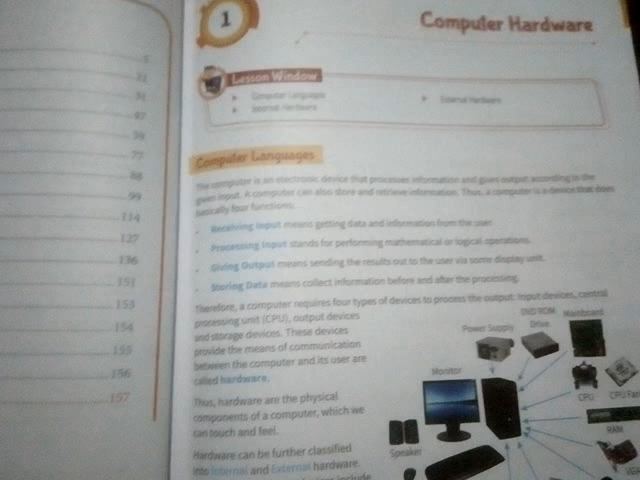 5
21
31
47
59
77
88
99
114
127
136
151
153
154
155
156
157
1
Computer Hardware
Lesson Window
Computer Languages
External Hardware
Internal Hardware
Computer Languages
The computer is an electronic device that processes information and gives output according to the
given input. A computer can also store and retrieve information. Thus, a computer is a device that does
basically four functions:
Receiving Input means getting data and information from the user.
Processing Input stands for performing mathematical or logical operations.
Giving Output means sending the results out to the user via some display unit.
Storing Data means collect information before and after the processing.
Therefore, a computer requires four types of devices to process the output: Input devices, central
processing unit (CPU), output devices
and storage devices. These devices
provide the means of communication
between the computer and its user are
called hardware.
Thus, hardware are the physical
components of a computer, which we
can touch and feel.
Hardware can be further classified
into Internal and External hardware.
include
DVD ROM
Drive
Mainboard
Power Supply
Monitor
CPU
CPU Fan
RAM
Speaker